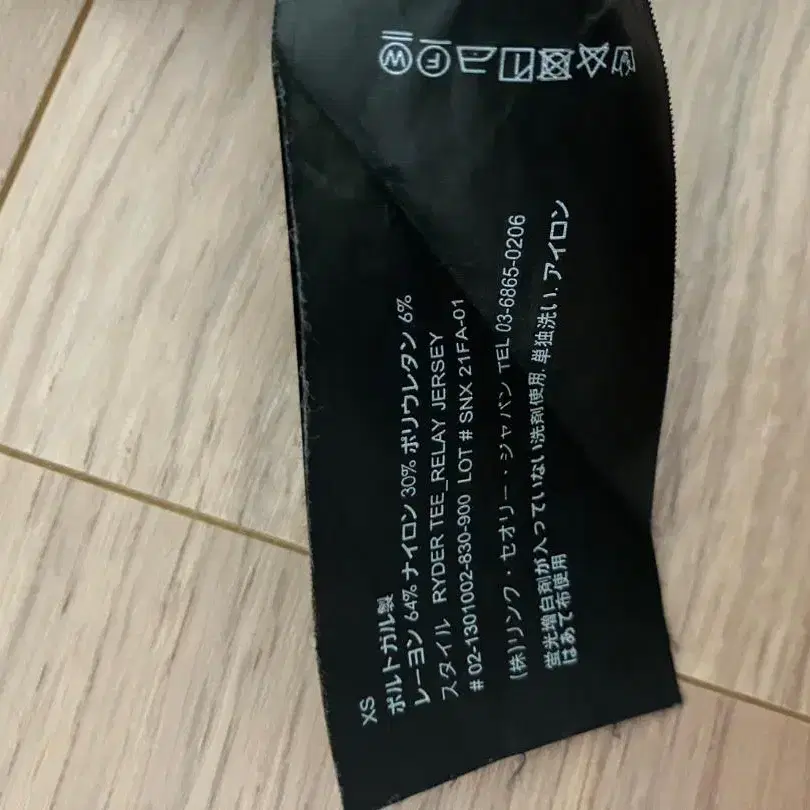 XS
ポルトガル製
レーヨン 64% ナイロン 30% ポリウレタン 6%
スタイル RYDER TEE_RELAY JERSEY
# 02-1301002-830-900 LOT # SNX 21FA-01
(株)リンク・セオリー・ジャパン TEL 03-6865-0206
蛍光増白剤が入っていない洗剤使用. 単独洗い. アイロン
はあて布使用
W F